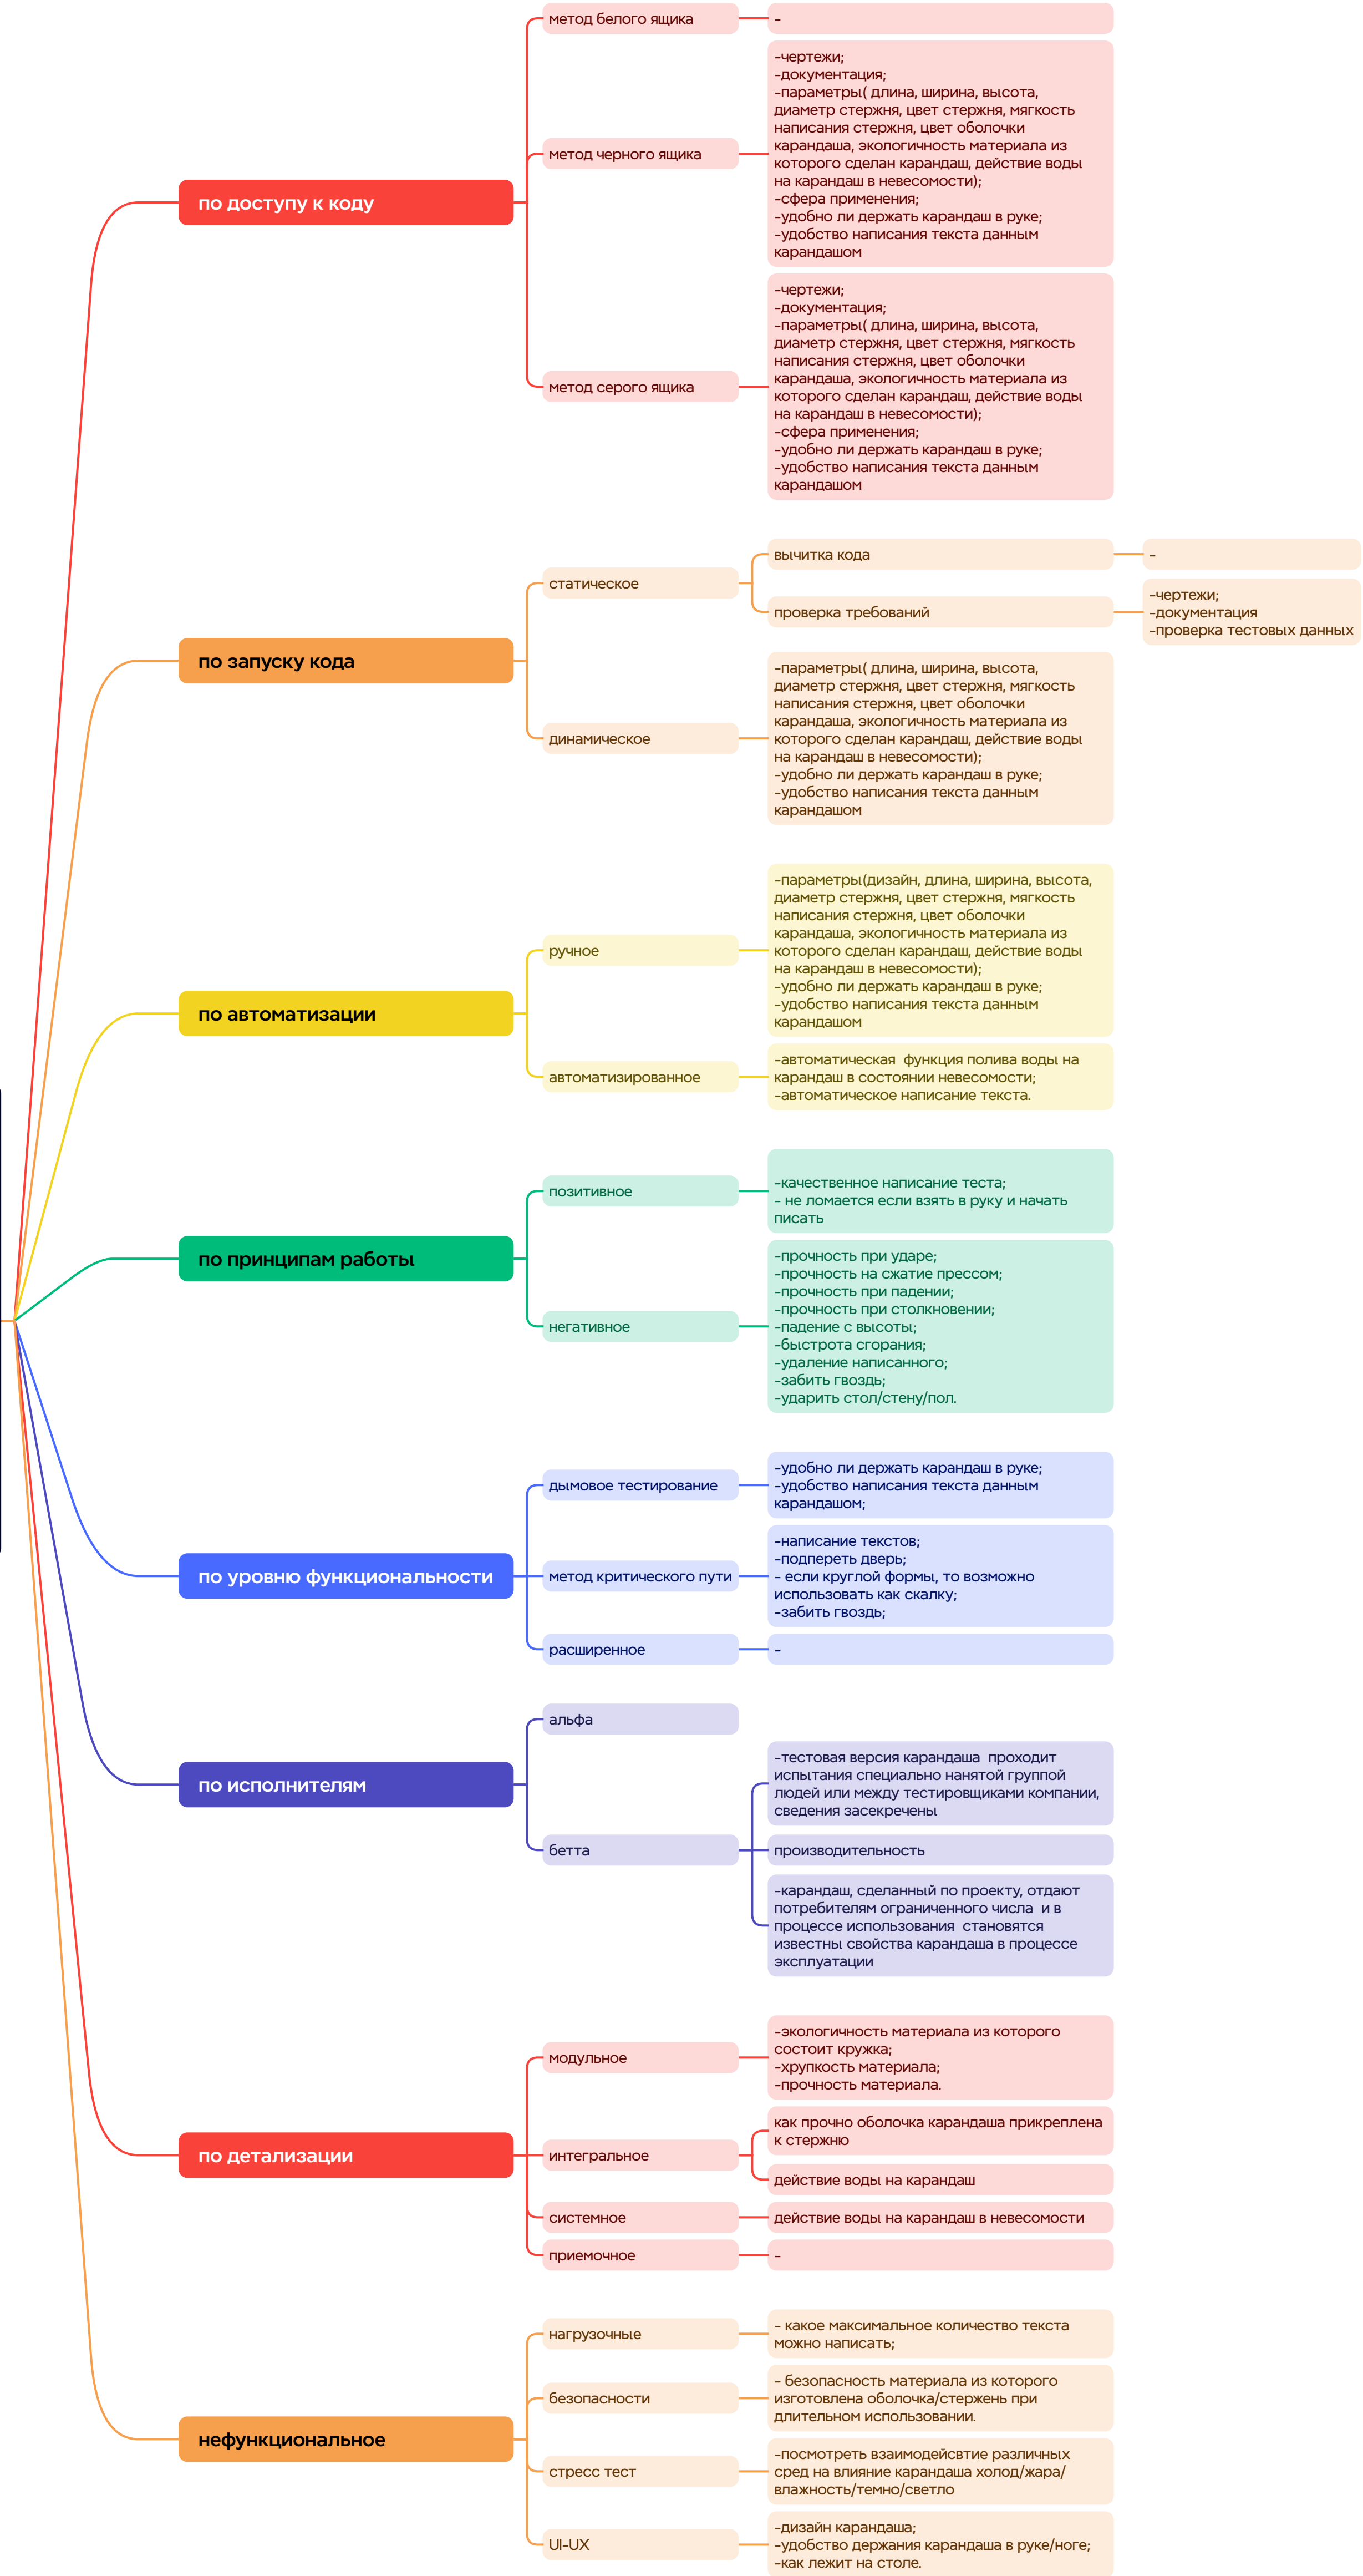 метод белого ящика
-
по доступу к коду
метод черного ящика
-чертежи;
-документация;
-параметры( длина, ширина, высота,
диаметр стержня, цвет стержня, мягкость
написания стержня, цвет оболочки
карандаша, экологичность материала из
которого сделан карандаш, действие воды
на карандаш в невесомости);
-сфера применения;
-удобно ли держать карандаш в руке;
-удобство написания текста данным
карандашом
метод серого ящика
-чертежи;
-документация;
-параметры( длина, ширина, высота,
диаметр стержня, цвет стержня, мягкость
написания стержня, цвет оболочки
карандаша, экологичность материала из
которого сделан карандаш, действие воды
на карандаш в невесомости);
-сфера применения;
-удобно ли держать карандаш в руке;
-удобство написания текста данным
карандашом
по запуску кода
статическое
вычитка кода
-
проверка требований
-чертежи;
-документация
-проверка тестовых данных
динамическое
-параметры( длина, ширина, высота,
диаметр стержня, цвет стержня, мягкость
написания стержня, цвет оболочки
карандаша, экологичность материала из
которого сделан карандаш, действие воды
на карандаш в невесомости);
-удобно ли держать карандаш в руке;
-удобство написания текста данным
карандашом
по автоматизации
ручное
-параметры(дизайн, длина, ширина, высота,
диаметр стержня, цвет стержня, мягкость
написания стержня, цвет оболочки
карандаша, экологичность материала из
которого сделан карандаш, действие воды
на карандаш в невесомости);
-удобно ли держать карандаш в руке;
-удобство написания текста данным
карандашом
автоматизированное
-автоматическая  функция полива воды на
карандаш в состоянии невесомости;
-автоматическое написание текста.
по принципам работы
позитивное
-качественное написание теста;
- не ломается если взять в руку и начать
писать
негативное
-прочность при ударе;
-прочность на сжатие прессом;
-прочность при падении;
-прочность при столкновении;
-падение с высоты;
-быстрота сгорания;
-удаление написанного;
-забить гвоздь;
-ударить стол/стену/пол.
по уровню функциональности
дымовое тестирование
-удобно ли держать карандаш в руке;
-удобство написания текста данным
карандашом;
метод критического пути
-написание текстов;
-подпереть дверь;
- если круглой формы, то возможно
использовать как скалку;
-забить гвоздь;
расширенное
-
по исполнителям
альфа
бетта
-тестовая версия карандаша  проходит
испытания специально нанятой группой
людей или между тестировщиками компании,
сведения засекречены
производительность
-карандаш, сделанный по проекту, отдают
потребителям ограниченного числа  и в
процессе использования  становятся
известны свойства карандаша в процессе
эксплуатации
по детализации
модульное
-экологичность материала из которого
состоит кружка;
-хрупкость материала;
-прочность материала.
интегральное
как прочно оболочка карандаша прикреплена
к стержню
действие воды на карандаш
системное
действие воды на карандаш в невесомости
приемочное
-
нефункциональное
нагрузочные
- какое максимальное количество текста
можно написать;
безопасности
- безопасность материала из которого
изготовлена оболочка/стержень при
длительном использовании.
стресс тест
-посмотреть взаимодейсвтие различных
сред на влияние карандаша холод/жара/
влажность/темно/светло
UI-UX
-дизайн карандаша;
-удобство держания карандаша в руке/ноге;
-как лежит на столе.